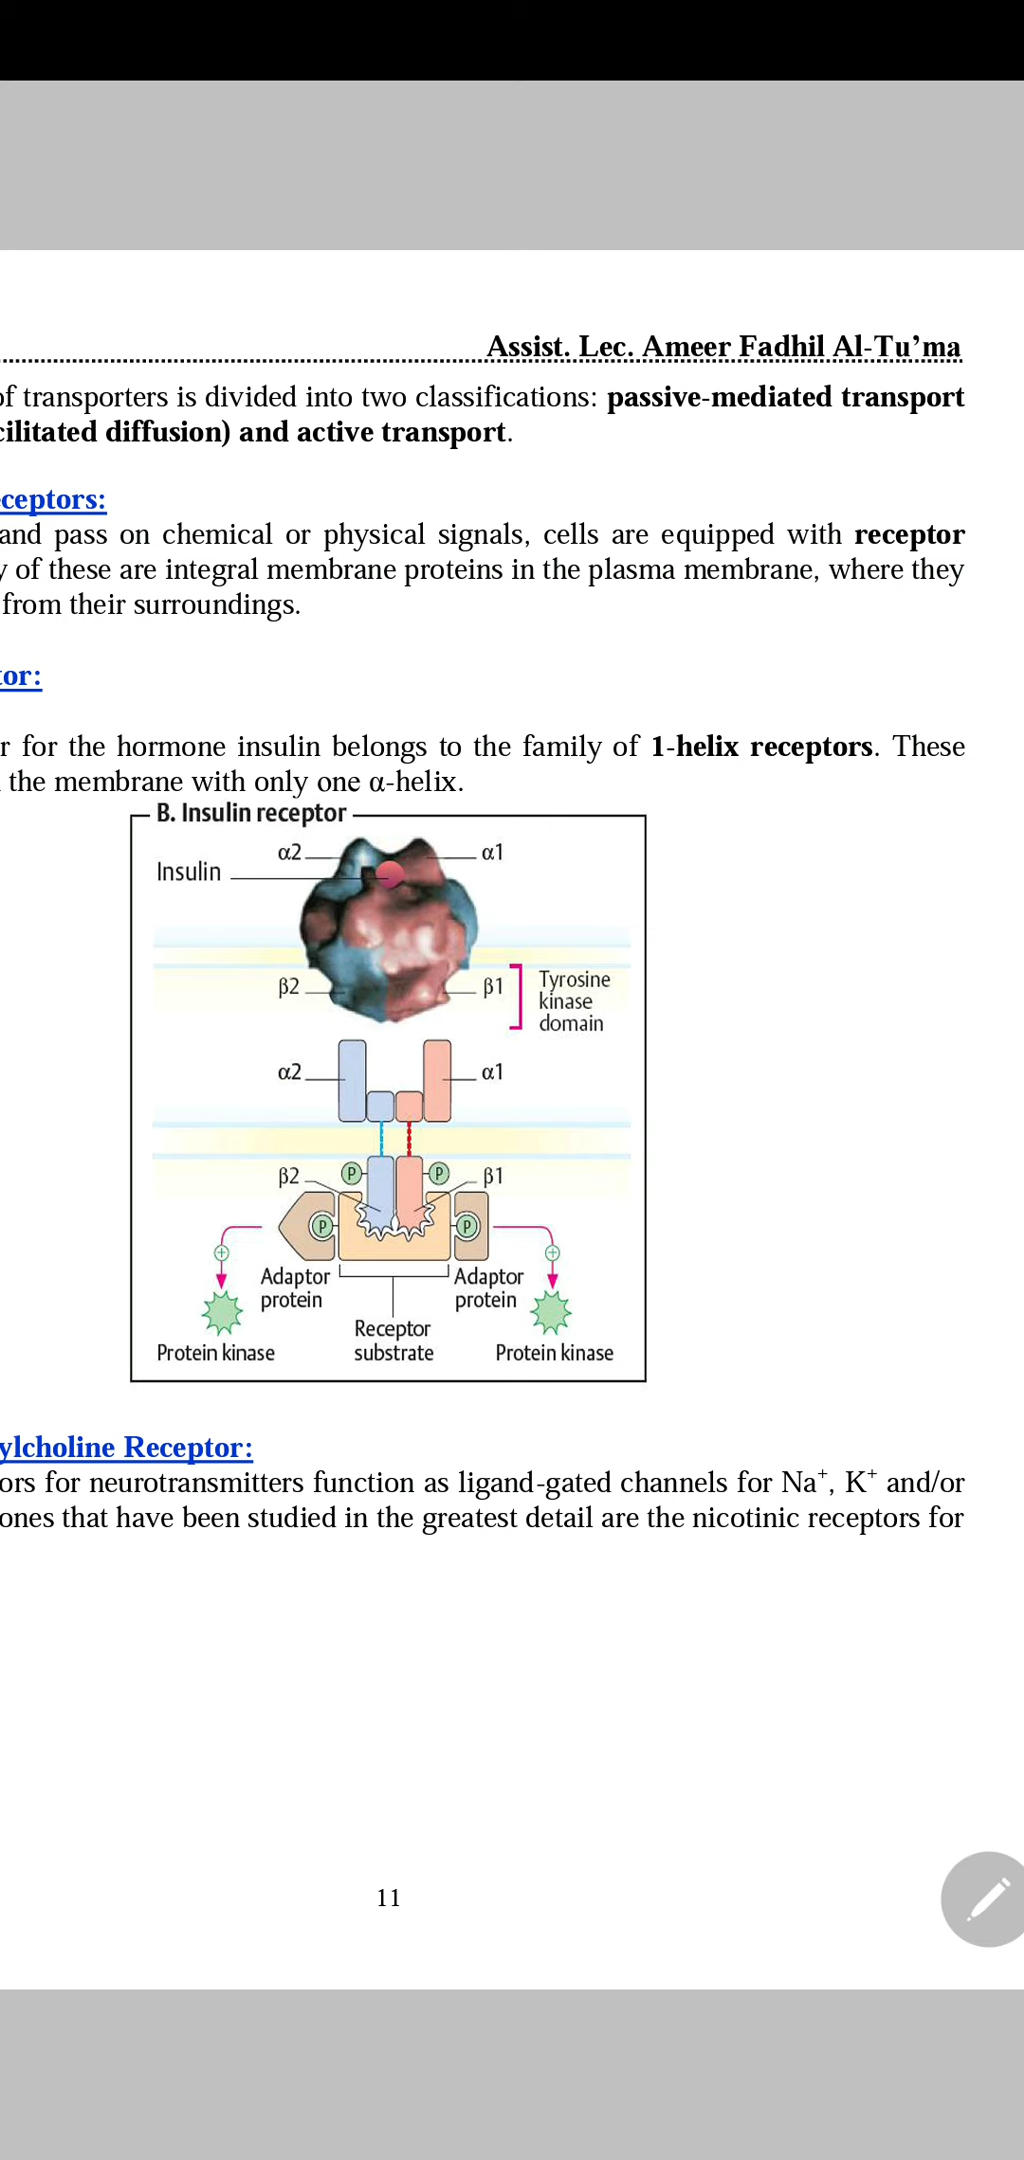 Assist. Lec. Ameer Fadhil Al-Tu’ma
of transporters is divided into two classifications: passive-mediated transport
cilitated diffusion) and active transport.
ceptors:
and pass on chemical or physical signals, cells are equipped with receptor
y of these are integral membrane proteins in the plasma membrane, where they
from their surroundings.
tor:
r for the hormone insulin belongs to the family of 1-helix receptors. These
the membrane with only one α-helix.
B. Insulin receptor
α2
α1
Insulin
β2
β1
Tyrosine
kinase
domain
α2
α1
β2
P
P
β1
P
P
+
+
Adaptor
protein
Adaptor
protein
Receptor
substrate
Protein kinase
Protein kinase
ylcholine Receptor:
ors for neurotransmitters function as ligand-gated channels for Na⁺, K⁺ and/or
ones that have been studied in the greatest detail are the nicotinic receptors for
11